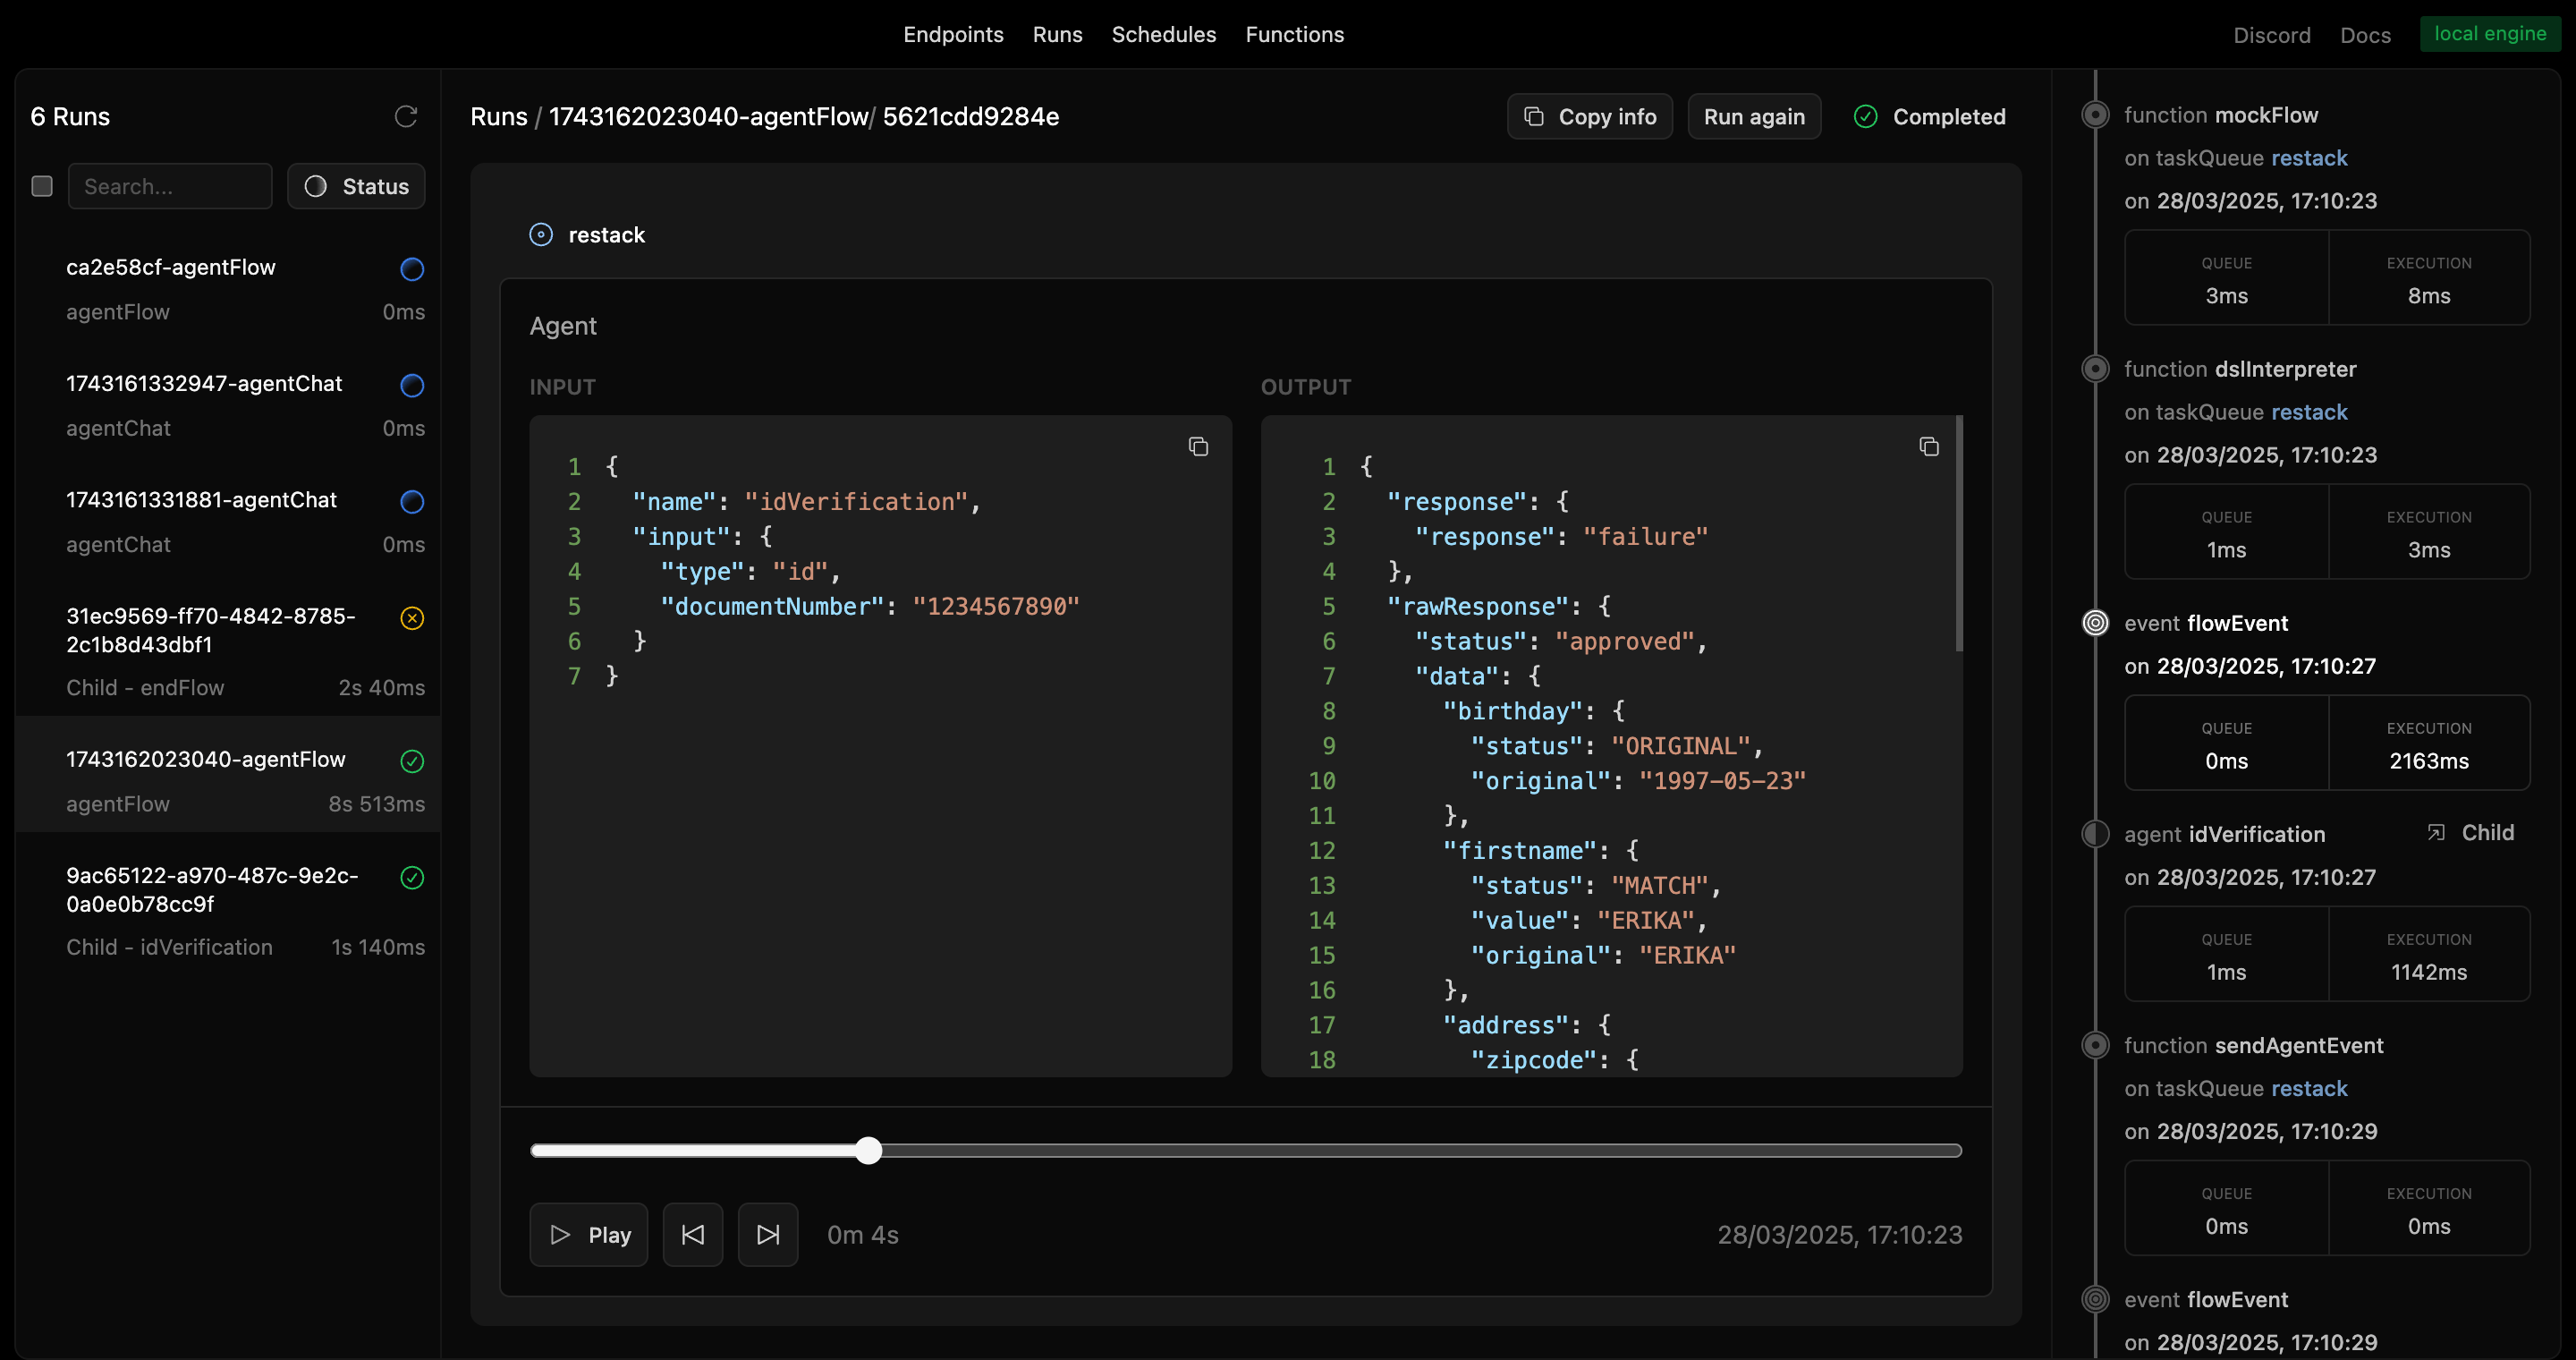 Endpoints Runs Schedules Functions
Discord Docs local engine
6 Runs
Search...
Status
ca2e58cf-agentFlow
agentFlow 0ms
1743161332947-agentChat
agentChat 0ms
1743161331881-agentChat
agentChat 0ms
31ec9569-ff70-4842-8785-
2c1b8d43dbf1
Child - endFlow 2s 40ms
1743162023040-agentFlow
agentFlow 8s 513ms
9ac65122-a970-487c-9e2c-
0a0e0b78cc9f
Child - idVerification 1s 140ms
Runs / 1743162023040-agentFlow/ 5621cdd9284e
Copy info
Run again
Completed
restack
Agent
INPUT
1 {
2 "name": "idVerification",
3 "input": {
4 "type": "id",
5 "documentNumber": "1234567890"
6 }
7 }
OUTPUT
1 {
2 "response": {
3 "response": "failure"
4 },
5 "rawResponse": {
6 "status": "approved",
7 "data": {
8 "birthday": {
9 "status": "ORIGINAL",
10 "original": "1997-05-23"
11 },
12 "firstname": {
13 "status": "MATCH",
14 "value": "ERIKA",
15 "original": "ERIKA"
16 },
17 "address": {
18 "zipcode": {
Play
0m 4s
28/03/2025, 17:10:23
function mockFlow
on taskQueue restack
on 28/03/2025, 17:10:23
QUEUE EXECUTION
3ms 8ms
function dslInterpreter
on taskQueue restack
on 28/03/2025, 17:10:23
QUEUE EXECUTION
1ms 3ms
event flowEvent
on 28/03/2025, 17:10:27
QUEUE EXECUTION
0ms 2163ms
agent idVerification Child
on 28/03/2025, 17:10:27
QUEUE EXECUTION
1ms 1142ms
function sendAgentEvent
on taskQueue restack
on 28/03/2025, 17:10:29
QUEUE EXECUTION
0ms 0ms
event flowEvent
on 28/03/2025, 17:10:29